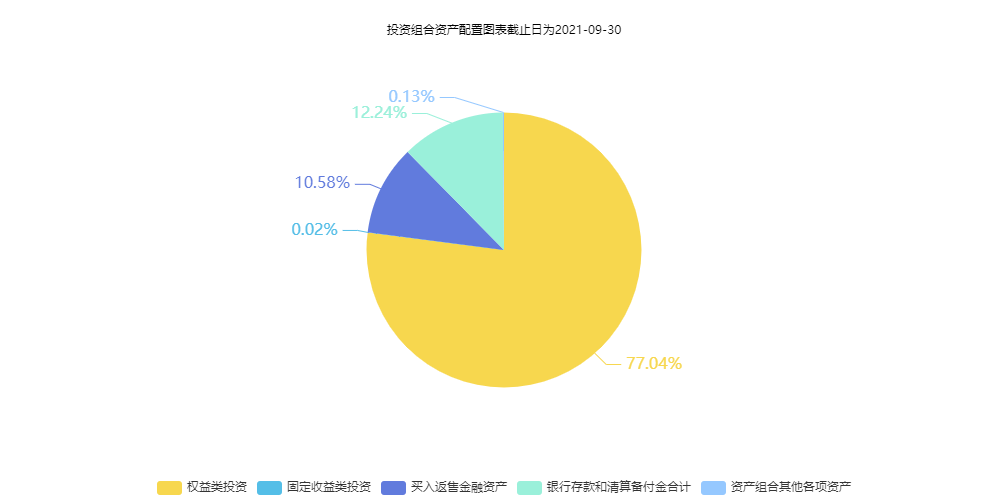 投资组合资产配置图表截止日为2021-09-30
0.13%
12.24%
10.58%
0.02%
77.04%
权益类投资 固定收益类投资 买入返售金融资产 银行存款和清算备付金合计 资产组合其他各项资产